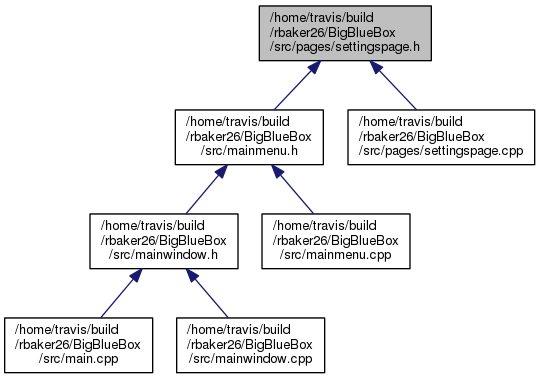 /home/travis/build
/rbaker26/BigBlueBox
/src/pages/settingspage.h
/home/travis/build
/rbaker26/BigBlueBox
/src/mainmenu.h
/home/travis/build
/rbaker26/BigBlueBox
/src/pages/settingspage.cpp
/home/travis/build
/rbaker26/BigBlueBox
/src/mainwindow.h
/home/travis/build
/rbaker26/BigBlueBox
/src/mainmenu.cpp
/home/travis/build
/rbaker26/BigBlueBox
/src/main.cpp
/home/travis/build
/rbaker26/BigBlueBox
/src/mainwindow.cpp